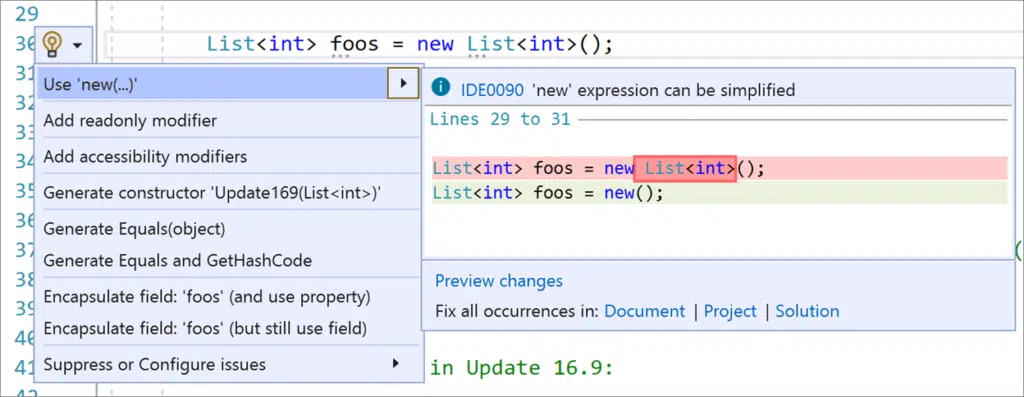 29
30 List<int> foos = new List<int>();
31
Use 'new(...)'
Add readonly modifier
Add accessibility modifiers
Generate constructor 'Update169(List<int>)'
Generate Equals(object)
Generate Equals and GetHashCode
Encapsulate field: 'foos' (and use property)
Encapsulate field: 'foos' (but still use field)
Suppress or Configure issues
IDE0090 'new' expression can be simplified
Lines 29 to 31
List<int> foos = new List<int>();
List<int> foos = new();
Preview changes
Fix all occurrences in: Document | Project | Solution
32
33
34
35
36
37 (
38
39
40
41 in Update 16.9: